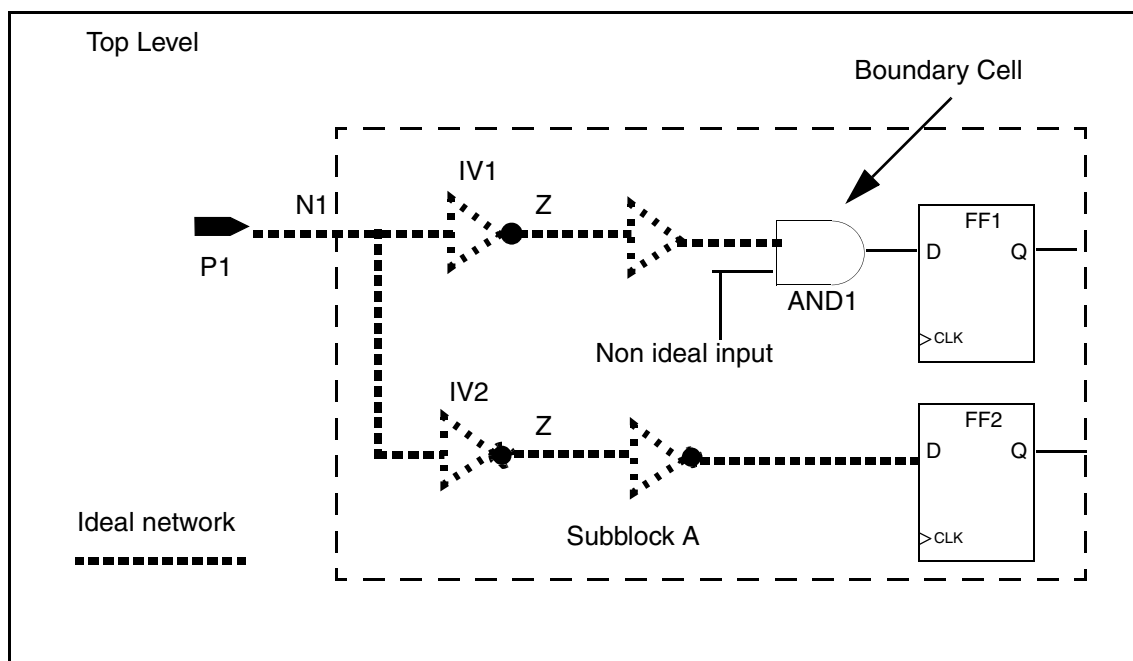 Top Level
Boundary Cell
IV1
N1
Z
FF1
P1
D
Q
AND1
CLK
Non ideal input
IV2
Z
FF2
D
Q
Ideal network
Subblock A
CLK